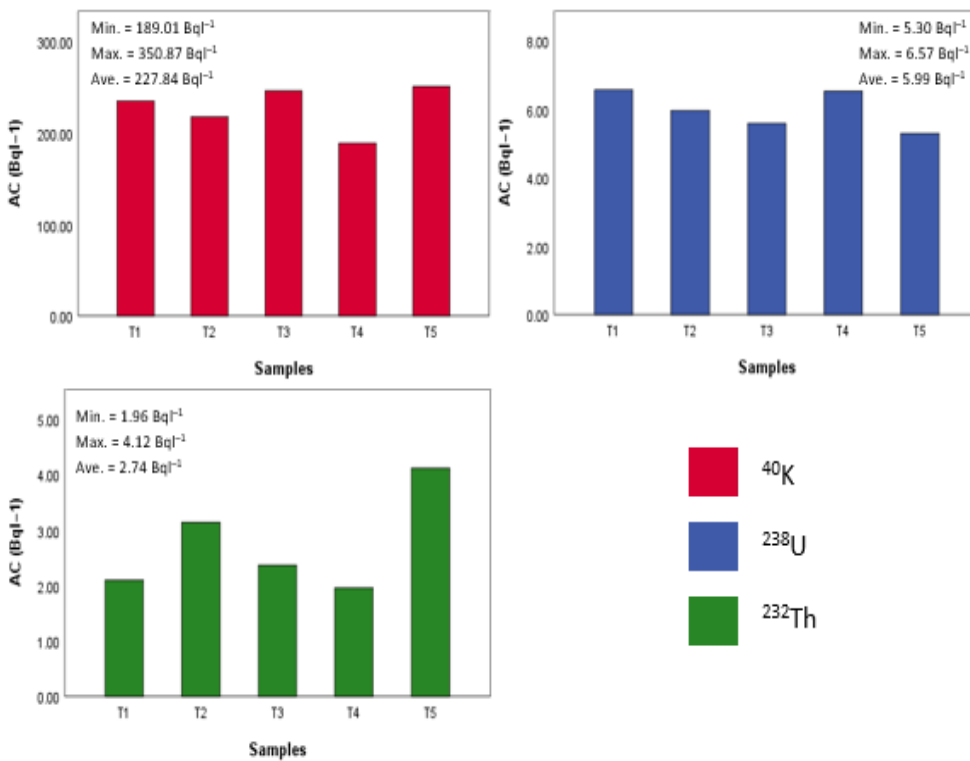 Min. = 189.01 Bql⁻¹
Max. = 350.87 Bql⁻¹
Ave. = 227.84 Bql⁻¹
300.00
200.00
100.00
0.00
AC (Bql−1)
T1 T2 T3 T4 T5
Samples
Min. = 5.30 Bql⁻¹
Max. = 6.57 Bql⁻¹
Ave. = 5.99 Bql⁻¹
8.00
6.00
4.00
2.00
0.00
AC (Bql−1)
T1 T2 T3 T4 T5
Samples
Min. = 1.96 Bql⁻¹
Max. = 4.12 Bql⁻¹
Ave. = 2.74 Bql⁻¹
5.00
4.00
3.00
2.00
1.00
0.00
AC (Bql−1)
T1 T2 T3 T4 T5
Samples
⁴⁰K
²³⁸U
²³²Th